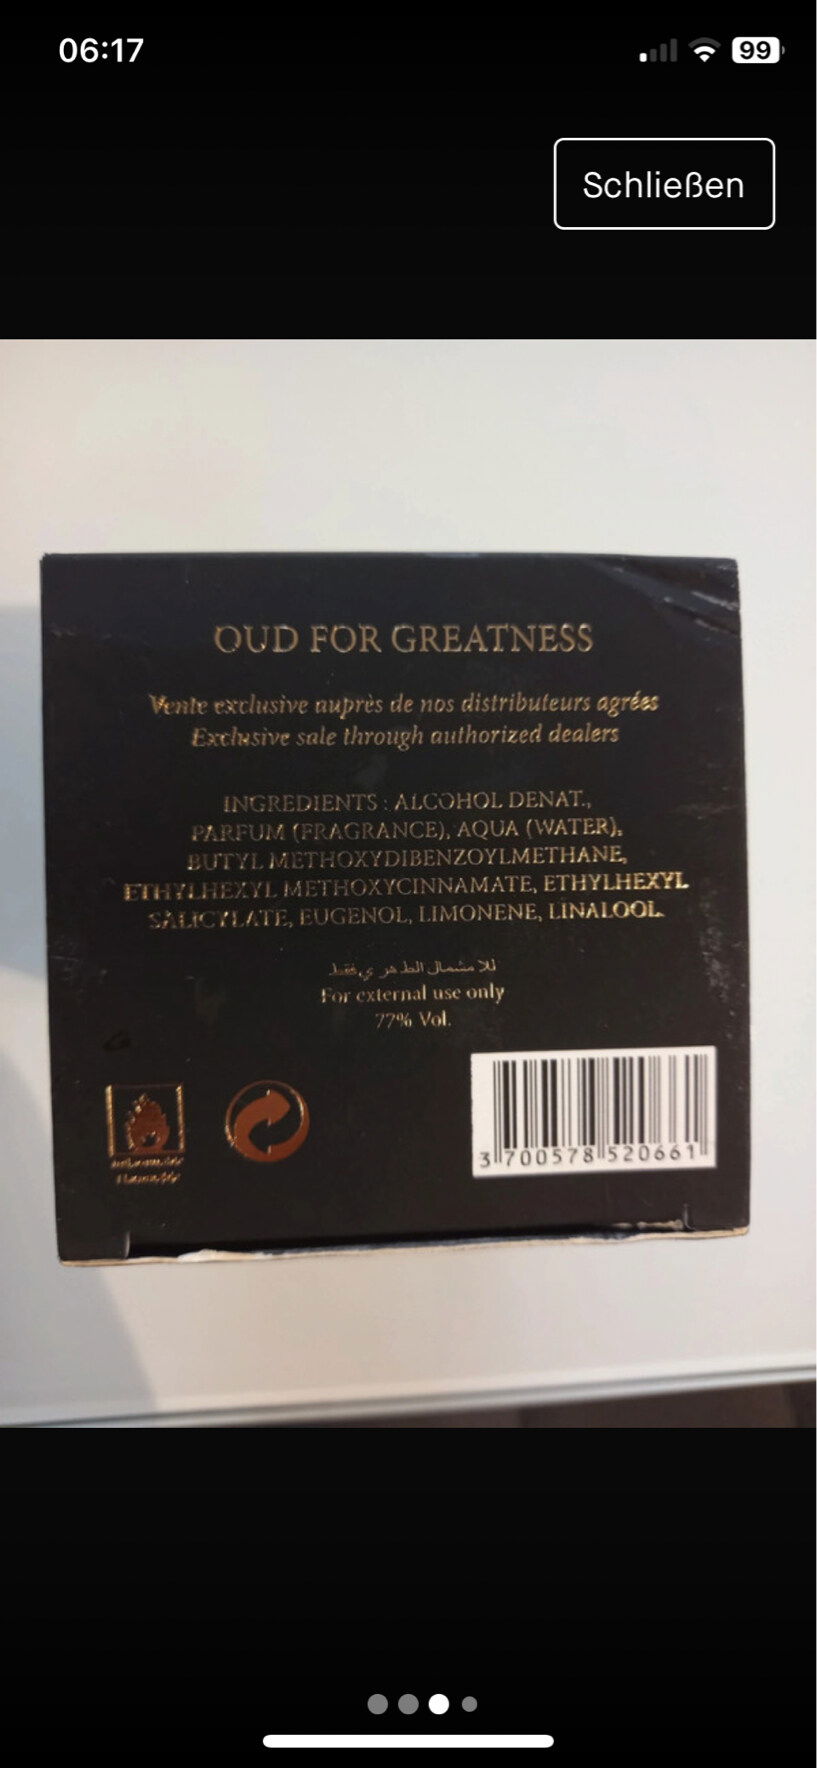 06:17
99
Schließen
OUD FOR GREATNESS
Vente exclusive auprès de nos distributeurs agrées
Exclusive sale through authorized dealers
INGREDIENTS : ALCOHOL DENAT.,
PARFUM (FRAGRANCE), AQUA (WATER),
BUTYL METHOXYDIBENZOYLMETHANE,
ETHYLHEXYL METHOXYCINNAMATE, ETHYLHEXYL
SALICYLATE, EUGENOL, LIMONENE, LINALOOL.
For external use only
77% Vol.
3 700578 520661